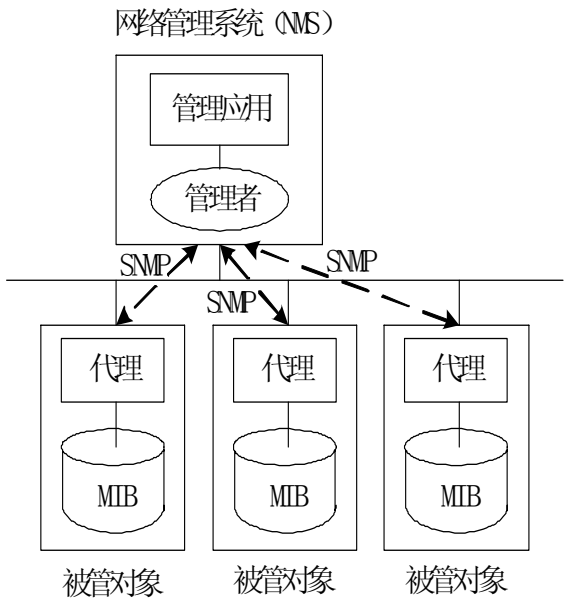 网络管理系统 (NMS)
管理应用
管理者
SNMP
SNMP
SNMP
代理
代理
代理
MIB
MIB
MIB
被管对象
被管对象
被管对象